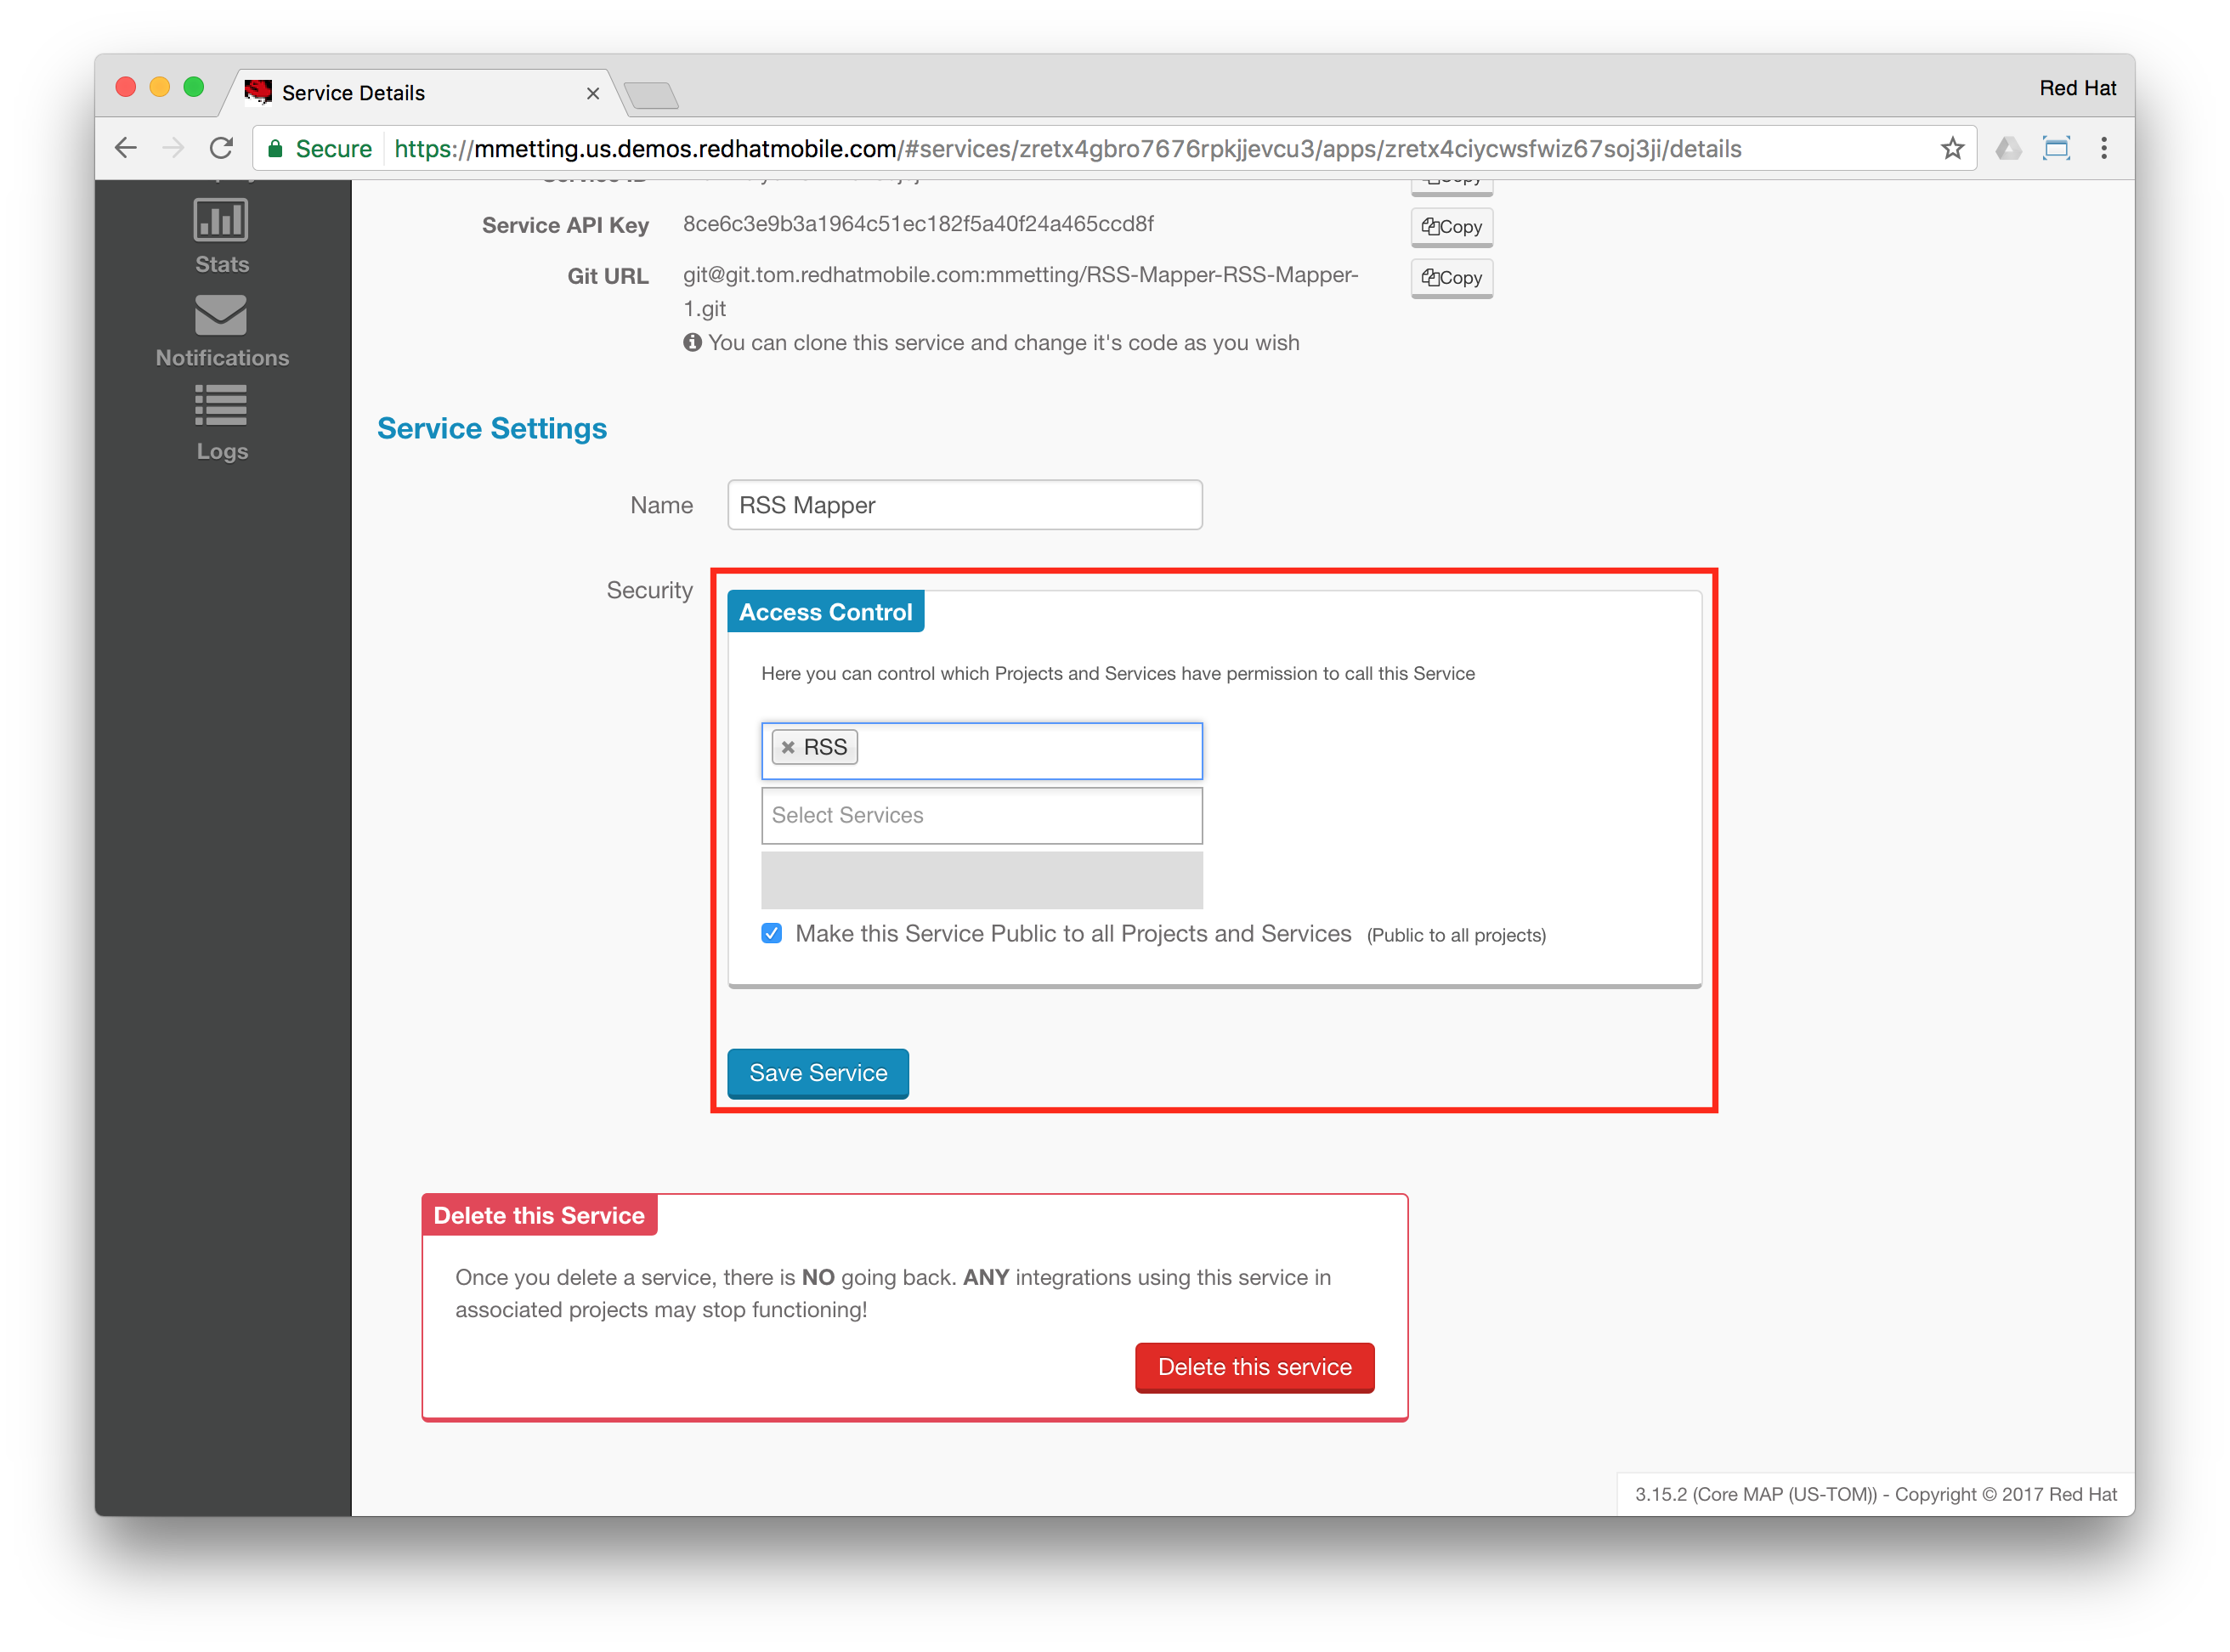 Service Details
Red Hat
Secure https://mmetting.us.demos.redhatmobile.com/#services/zretx4gbro7676rpkjjevcu3/apps/zretx4ciycwsfwiz67soj3ji/details
Stats
Notifications
Logs
Service ID
Copy
Service API Key 8ce6c3e9b3a1964c51ec182f5a40f24a465ccd8f Copy
Git URL git@git.tom.redhatmobile.com:mmetting/RSS-Mapper-RSS-Mapper- Copy
1.git
You can clone this service and change it's code as you wish
Service Settings
Name RSS Mapper
Security
Access Control
Here you can control which Projects and Services have permission to call this Service
RSS
Select Services
Make this Service Public to all Projects and Services (Public to all projects)
Save Service
Delete this Service
Once you delete a service, there is NO going back. ANY integrations using this service in
associated projects may stop functioning!
Delete this service
3.15.2 (Core MAP (US-TOM)) - Copyright © 2017 Red Hat